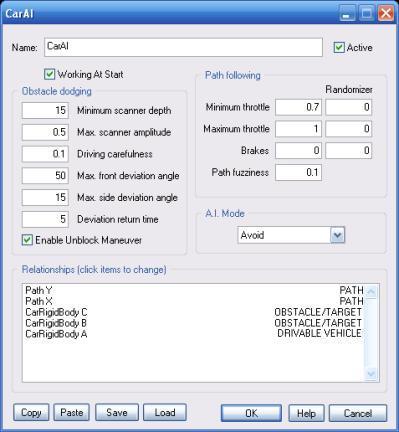 CarAI
Name: CarAI Active
Working At Start
Obstacle dodging
15 Minimum scanner depth
0.5 Max. scanner amplitude
0.1 Driving carefulness
50 Max. front deviation angle
15 Max. side deviation angle
5 Deviation return time
Enable Unblock Maneuver
Path following
Randomizer
Minimum throttle 0.7 0
Maximum throttle 1 0
Brakes 0 0
Path fuzziness 0.1
A.I. Mode
Avoid
Relationships (click items to change)
Path Y PATH
Path X PATH
CarRigidBody C OBSTACLE/TARGET
CarRigidBody B OBSTACLE/TARGET
CarRigidBody A DRIVABLE VEHICLE
Copy Paste Save Load OK Help Cancel